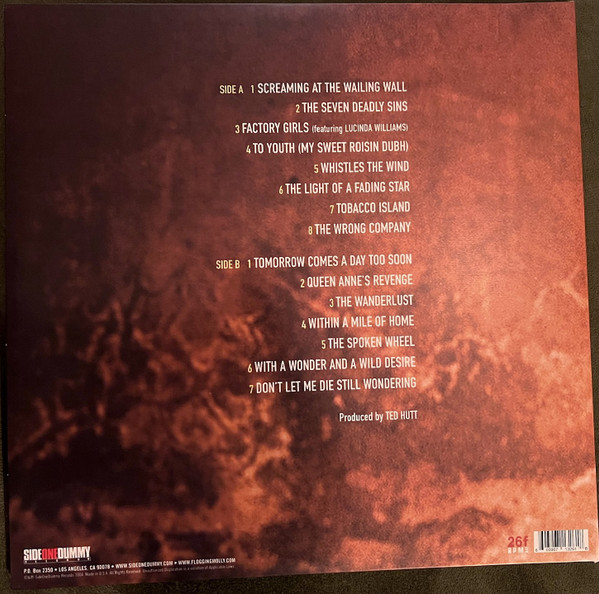 SIDE A 1 SCREAMING AT THE WAILING WALL
2 THE SEVEN DEADLY SINS
3 FACTORY GIRLS (featuring LUCINDA WILLIAMS)
4 TO YOUTH (MY SWEET ROISIN DUBH)
5 WHISTLES THE WIND
6 THE LIGHT OF A FADING STAR
7 TOBACCO ISLAND
8 THE WRONG COMPANY
SIDE B 1 TOMORROW COMES A DAY TOO SOON
2 QUEEN ANNE'S REVENGE
3 THE WANDERLUST
4 WITHIN A MILE OF HOME
5 THE SPOKEN WHEEL
6 WITH A WONDER AND A WILD DESIRE
7 DON'T LET ME DIE STILL WONDERING
Produced by TED HUTT
SIDEONEDUMMY
RECORDS
P.O. Box 2350 • LOS ANGELES, CA 90078 • WWW.SIDEONEDUMMY.COM • WWW.FLOGGINGMOLLY.COM
26f